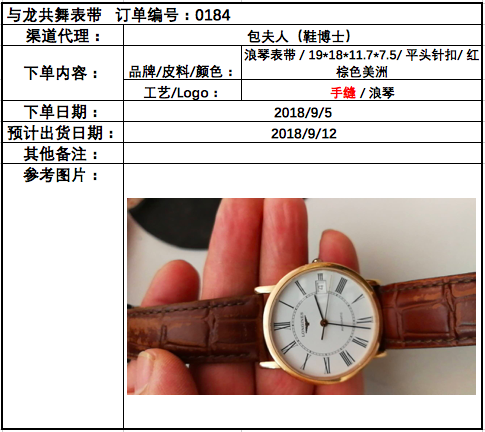 与龙共舞表带 订单编号：0184
渠道代理： 包夫人（鞋博士）
下单内容：
品牌/皮料/颜色：
浪琴表带 / 19*18*11.7*7.5/ 平头针扣/ 红
棕色美洲
工艺/Logo： 手缝 / 浪琴
下单日期： 2018/9/5
预计出货日期： 2018/9/12
其他备注：
参考图片：
LONGINES